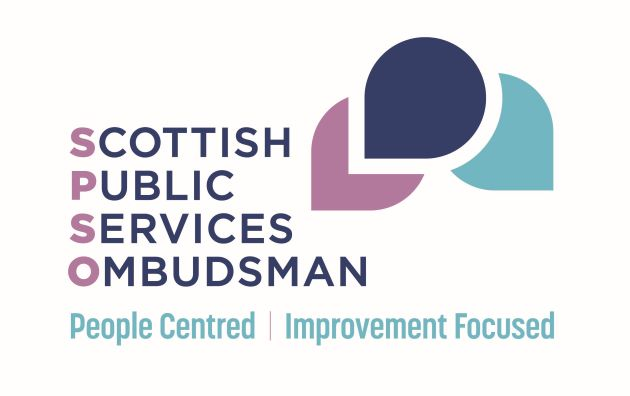 SCOTTISH
PUBLIC
SERVICES
OMBUDSMAN
People Centred | Improvement Focused